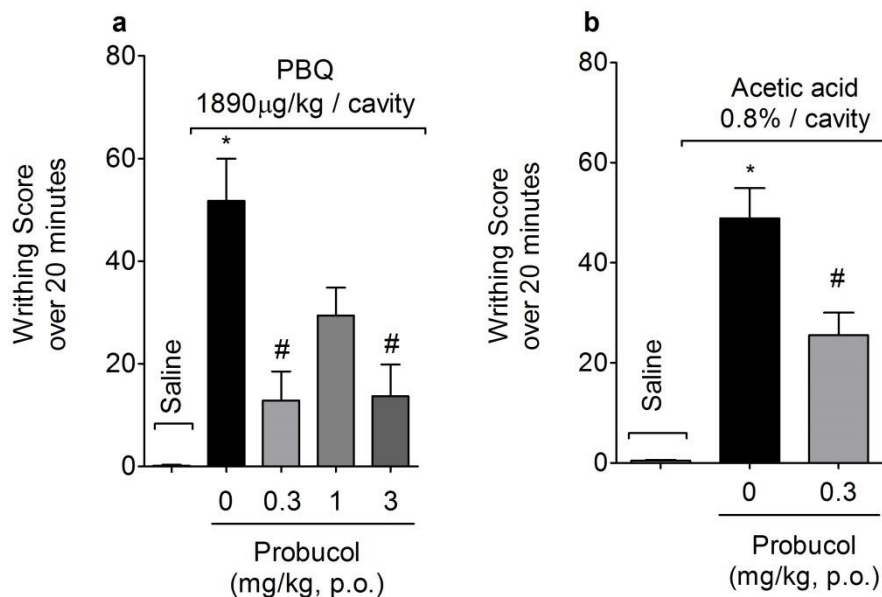 a
80
60
40
20
0
Writhing Score
over 20 minutes
PBQ
1890μg/kg / cavity
*
#
#
Saline
0 0.3 1 3
Probucol
(mg/kg, p.o.)
b
80
60
40
20
0
Writhing Score
over 20 minutes
Acetic acid
0.8% / cavity
*
#
Saline
0 0.3
Probucol
(mg/kg, p.o.)